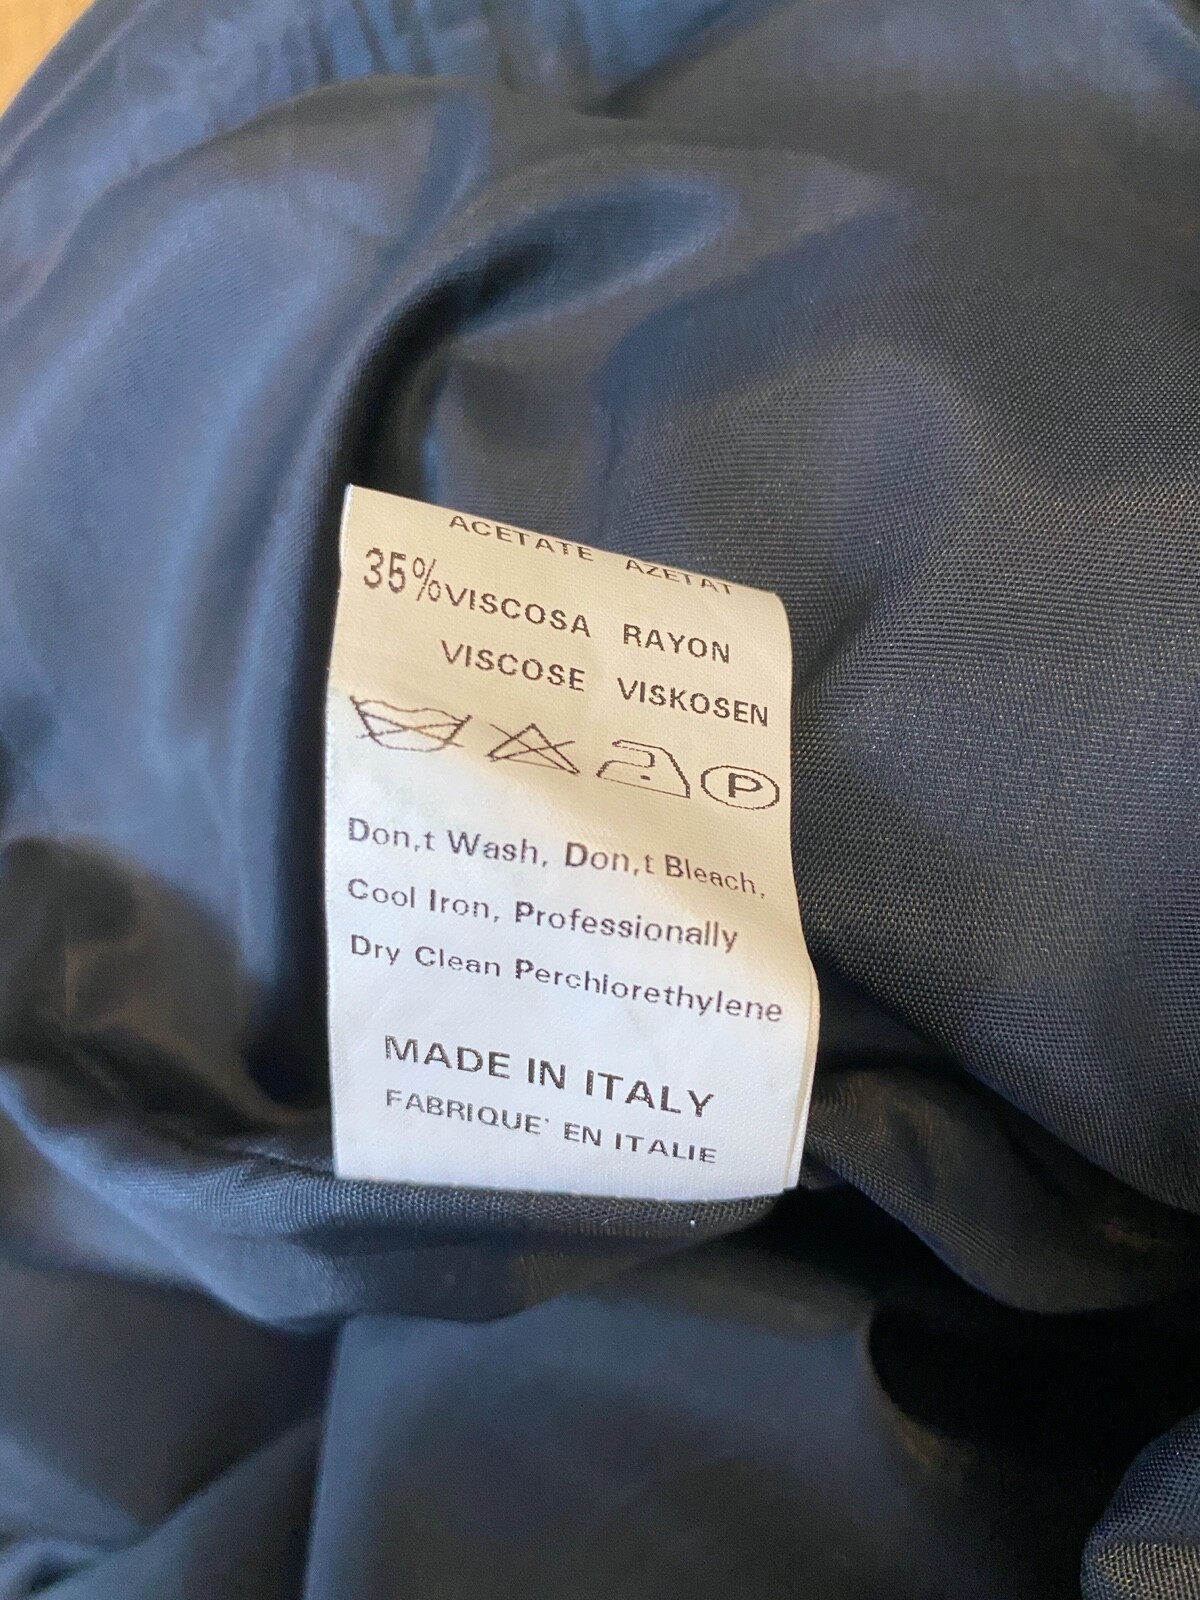 ACETATE AZETAT
35% VISCOSA RAYON
VISCOSE VISKOSEN
P
Don,t Wash, Don,t Bleach,
Cool Iron, Professionally
Dry Clean Perchlorethylene
MADE IN ITALY
FABRIQUE' EN ITALIE